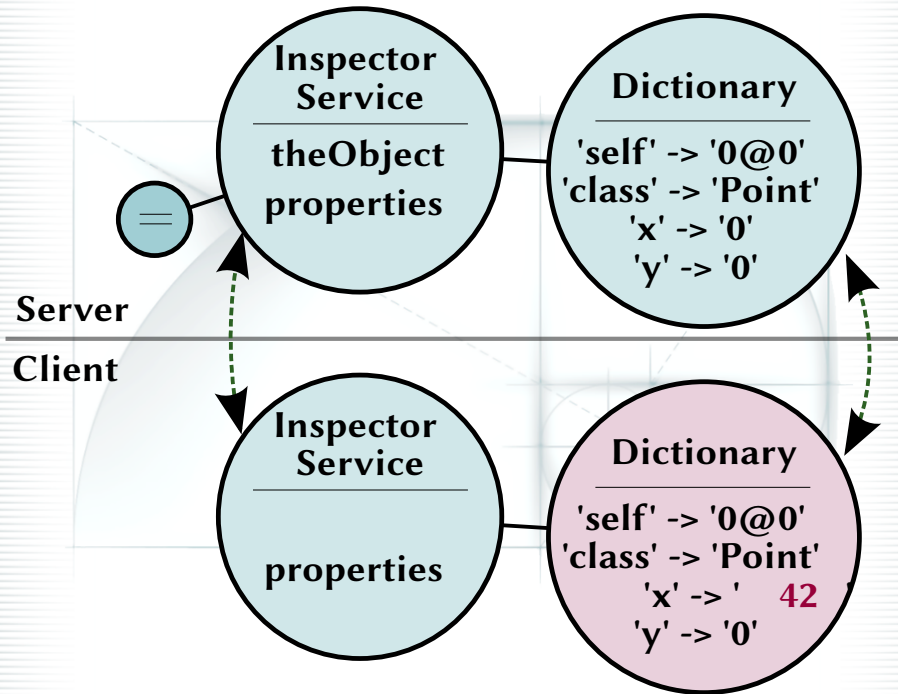 Inspector
Service
theObject
properties
Dictionary
'self' -> '0@0'
'class' -> 'Point'
'x' -> '0'
'y' -> '0'
=
Server
Client
Inspector
Service
properties
Dictionary
'self' -> '0@0'
'class' -> 'Point'
'x' -> ' 42 '
'y' -> '0'